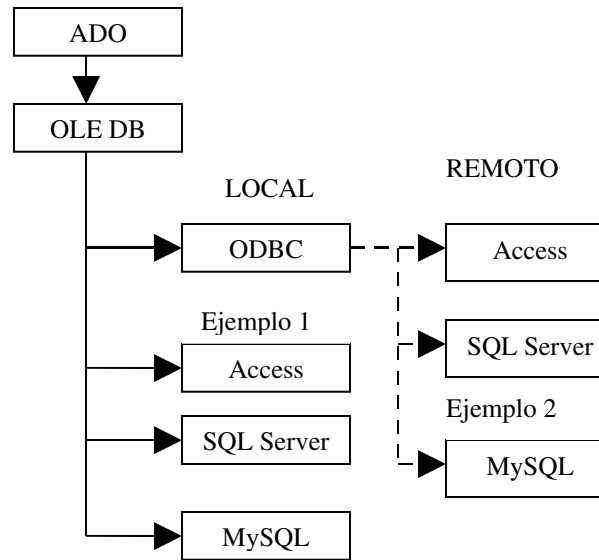 ADO
OLE DB
LOCAL
REMOTO
ODBC
Access
Ejemplo 1
Access
SQL Server
SQL Server
Ejemplo 2
MySQL
MySQL